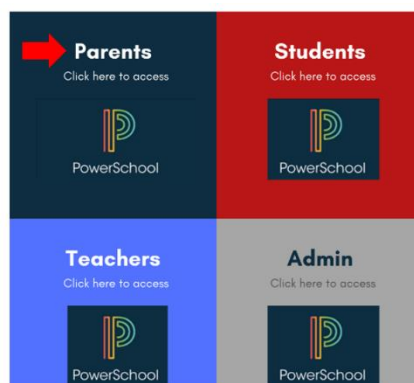 Parents
Click here to access
PowerSchool
Students
Click here to access
PowerSchool
Teachers
Click here to access
PowerSchool
Admin
Click here to access
PowerSchool